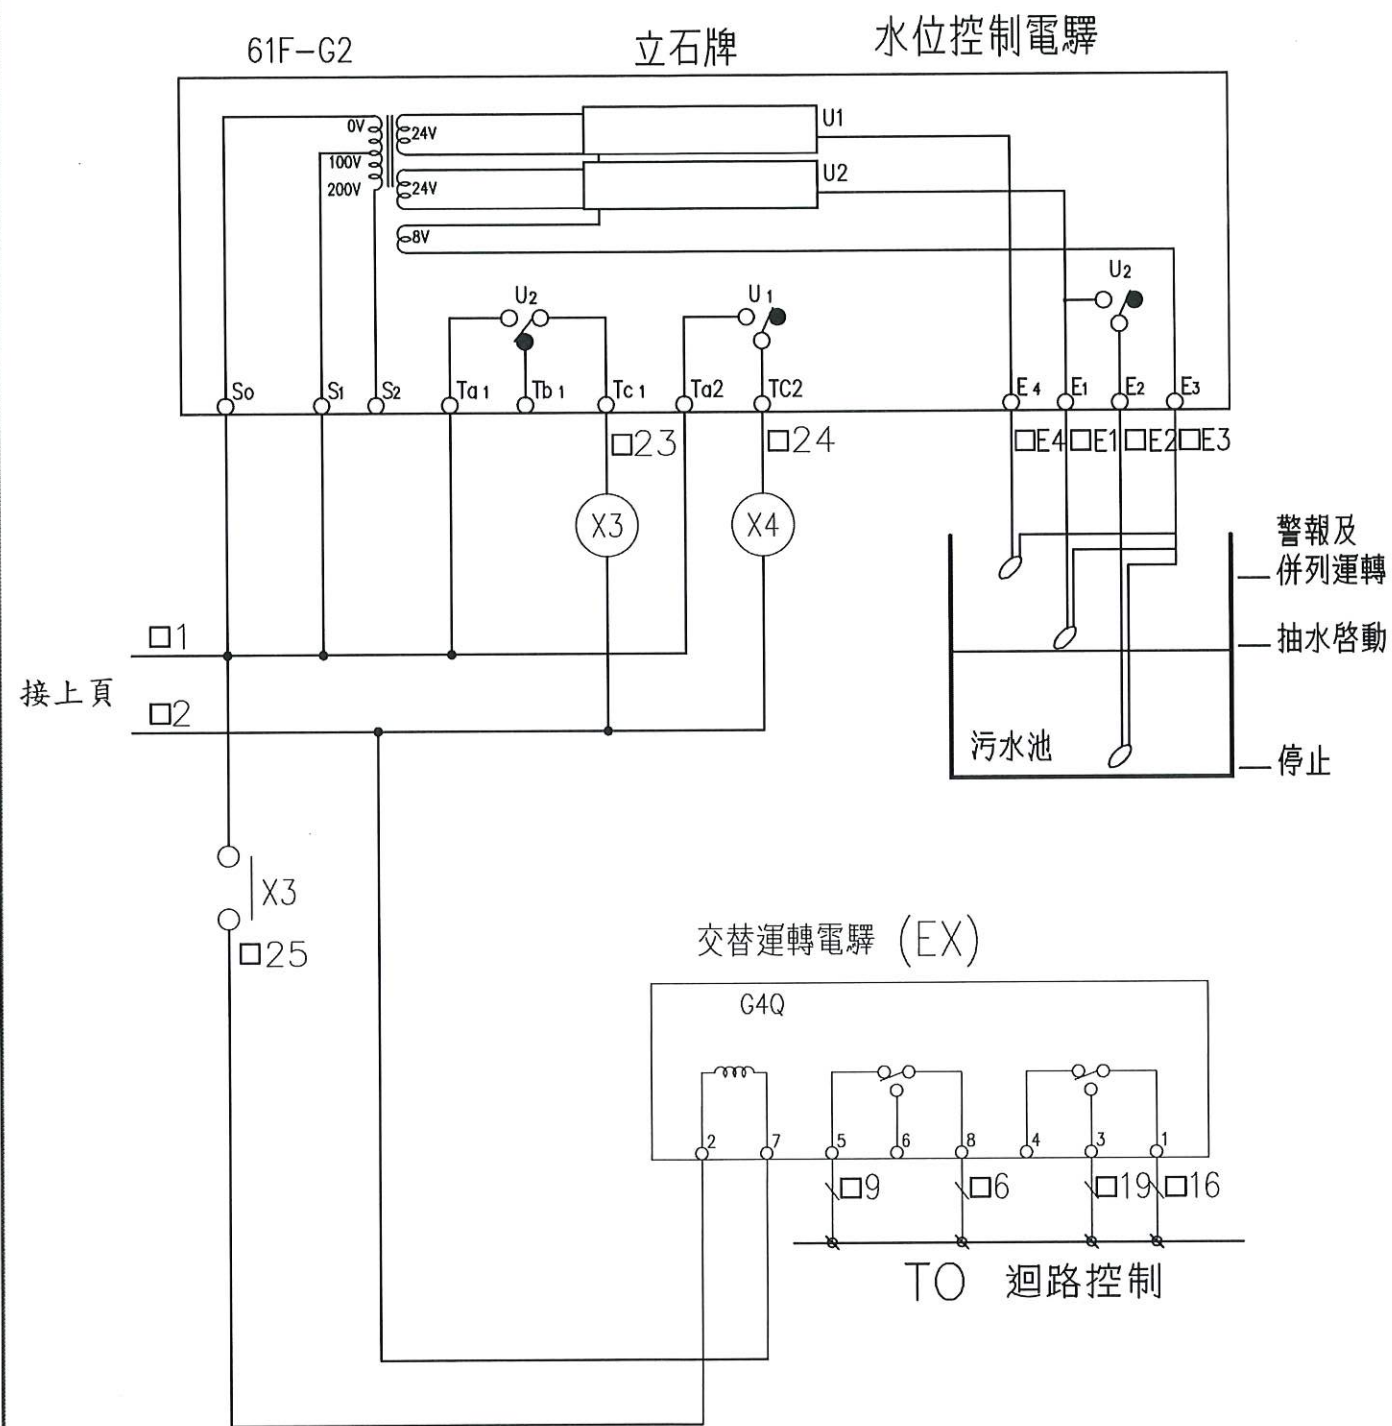 61F-G2 立石牌 水位控制電驛
0V 24V U1
100V
200V 24V U2
8V
U2 U1 U2
S0 S1 S2 Ta1 Tb1 Tc1 Ta2 TC2 E4 E1 E2 E3
□23 □24 □E4 □E1 □E2 □E3
X3 X4
警報及
併列運轉
□1
抽水啓動
接上頁
□2
污水池
停止
X3
□25
交替運轉電驛 (EX)
G4Q
2 7 5 6 8 4 3 1
□9 □6 □19 □16
TO 迴路控制